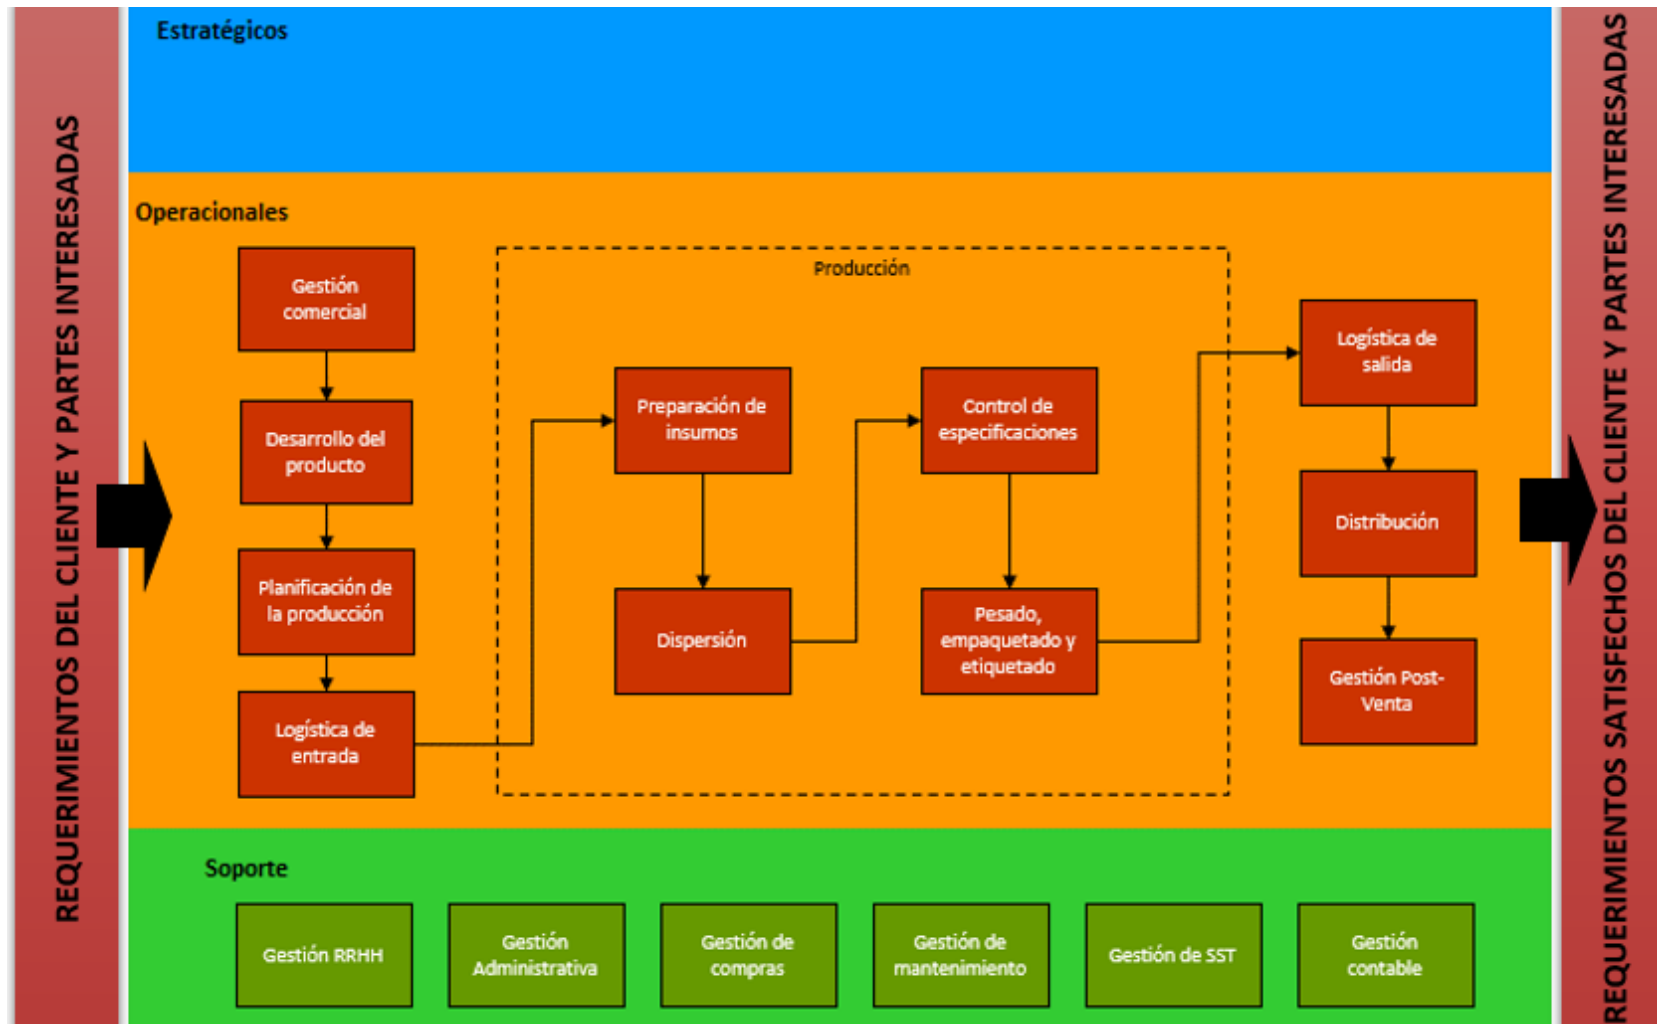 REQUERIMIENTOS DEL CLIENTE Y PARTES INTERESADAS
Estratégicos
Operacionales
Gestión
comercial
Desarrollo del
producto
Planificación de
la producción
Logística de
entrada
Producción
Preparación de
insumos
Dispersión
Control de
especificaciones
Pesado,
empaquetado y
etiquetado
Logística de
salida
Distribución
Gestión Post-
Venta
Soporte
Gestión RRHH
Gestión
Administrativa
Gestión de
compras
Gestión de
mantenimiento
Gestión de SST
Gestión
contable
REQUERIMIENTOS SATISFECHOS DEL CLIENTE Y PARTES INTERESADAS